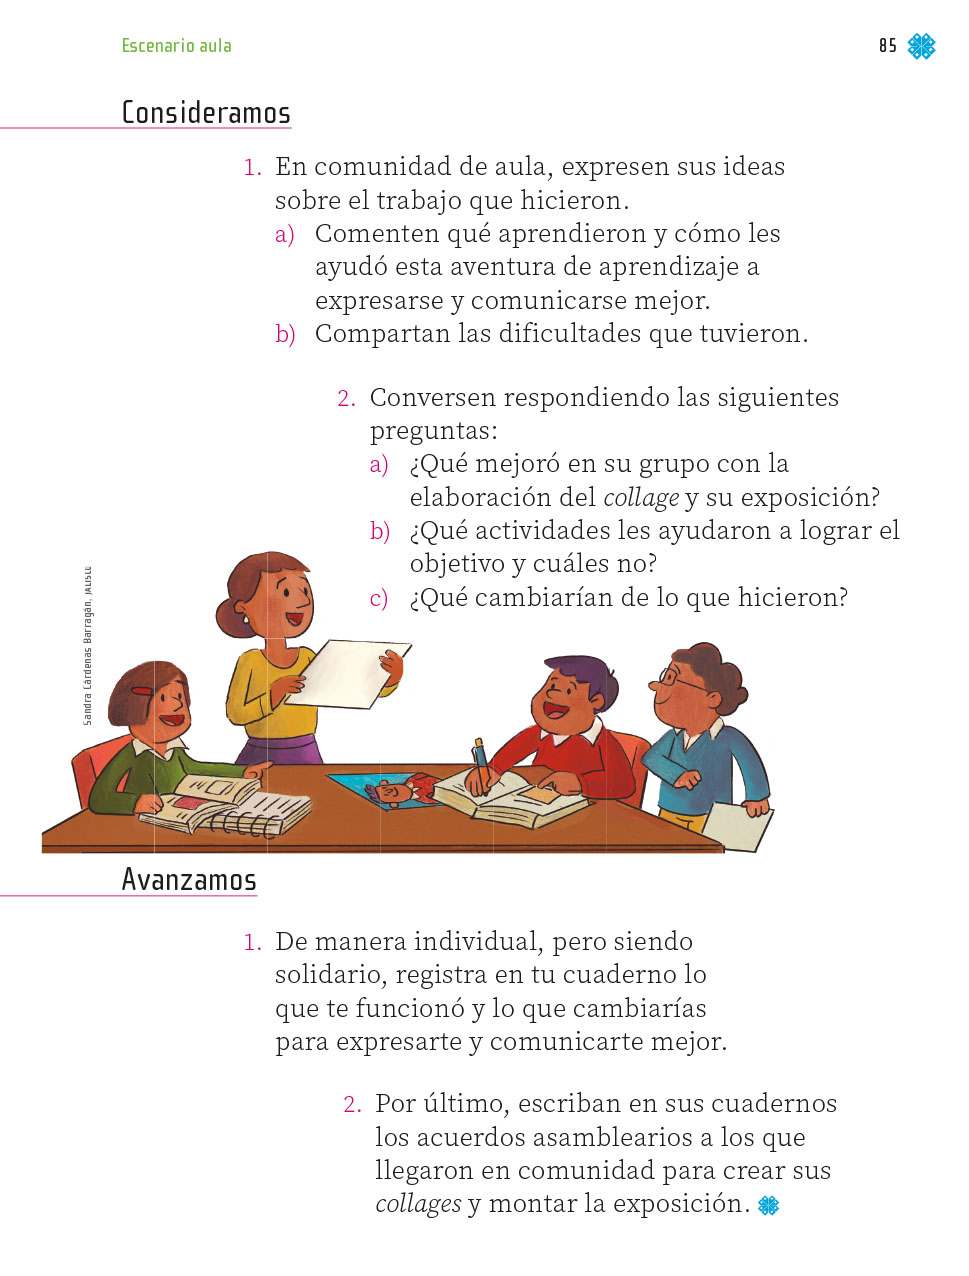 Escenario aula
85
Consideramos
1. En comunidad de aula, expresen sus ideas
sobre el trabajo que hicieron.
a) Comenten qué aprendieron y cómo les
ayudó esta aventura de aprendizaje a
expresarse y comunicarse mejor.
b) Compartan las dificultades que tuvieron.
2. Conversen respondiendo las siguientes
preguntas:
a) ¿Qué mejoró en su grupo con la
elaboración del collage y su exposición?
b) ¿Qué actividades les ayudaron a lograr el
objetivo y cuáles no?
c) ¿Qué cambiarían de lo que hicieron?
Sandra Cárdenas Barragán, JALISCO
Avanzamos
1. De manera individual, pero siendo
solidario, registra en tu cuaderno lo
que te funcionó y lo que cambiarías
para expresarte y comunicarte mejor.
2. Por último, escriban en sus cuadernos
los acuerdos asamblearios a los que
llegaron en comunidad para crear sus
collages y montar la exposición.